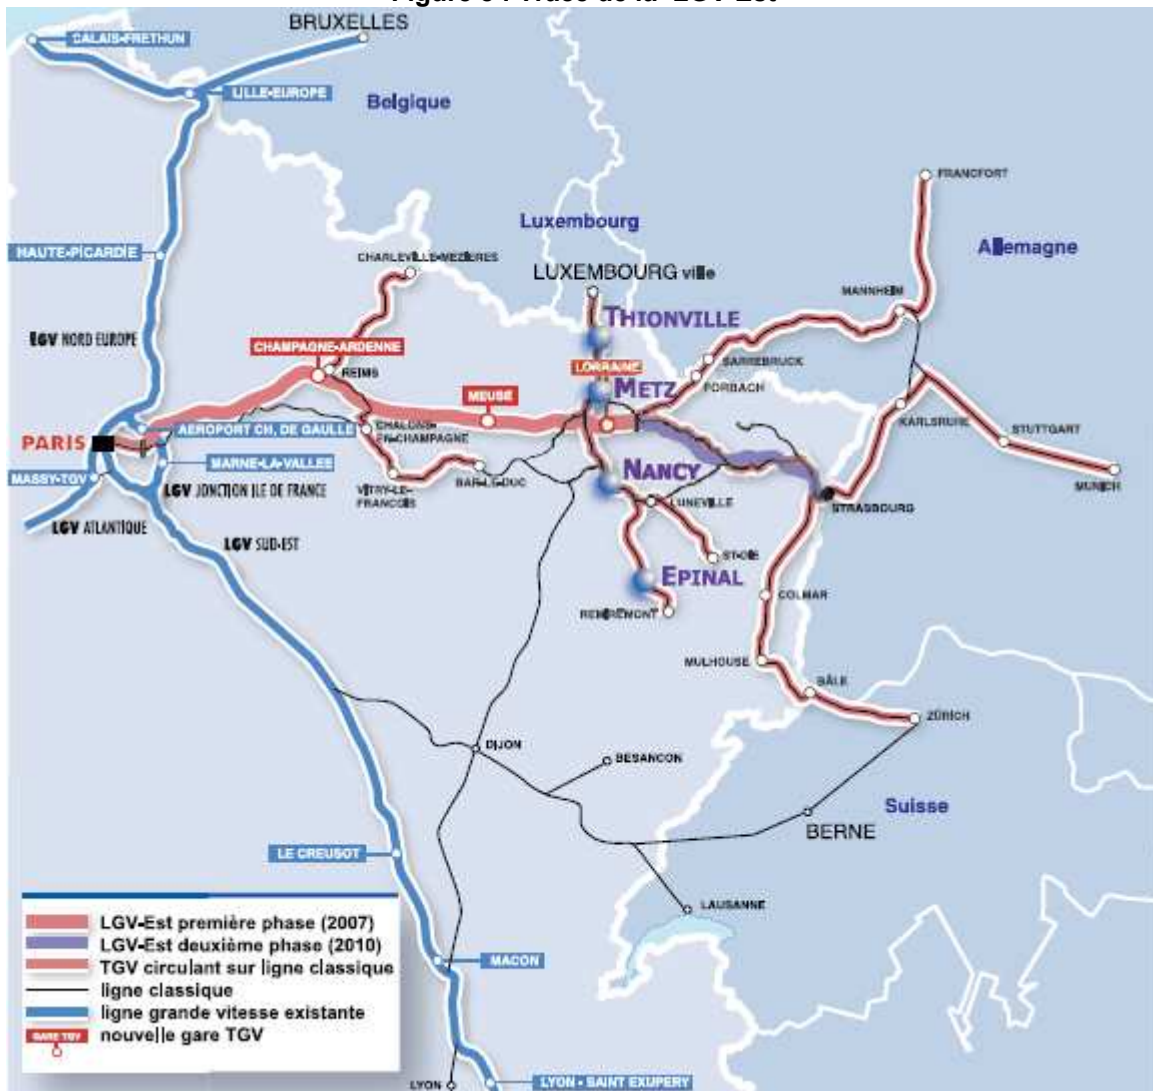 Figure 5 : Tracé de la LGV Est
BRUXELLES
CALAIS-FRETHUN
LILLE-EUROPE
Belgique
FRANCFORT
Luxembourg
Allemagne
HAUTE-PICARDIE
CHARLEVILLE-MEZIERES
LUXEMBOURG ville
MANNHEIM
THIONVILLE
LGV NORD EUROPE
CHAMPAGNE-ARDENNE
REIMS
LORRAINE
SARREBRUCK
METZ
FORBACH
MEUSE
PARIS
AEROPORT CH. DE GAULLE
CHALONS-
EN-CHAMPAGNE
KARLSRUHE
STUTTGART
MARNE-LA-VALLEE
MASSY-TGV
NANCY
BAR-LE-DUC
MUNICH
LGV JONCTION ILE DE FRANCE
VITRY-LE-
FRANCOIS
LUNEVILLE
STRASBOURG
LGV ATLANTIQUE
LGV SUD-EST
ST-DIE
EPINAL
COLMAR
REMIREMONT
MULHOUSE
BÂLE
ZÜRICH
DIJON
BESANCON
Suisse
BERNE
LE CREUSOT
LAUSANNE
LGV-Est première phase (2007)
LGV-Est deuxième phase (2010)
TGV circulant sur ligne classique
ligne classique
ligne grande vitesse existante
GARE TGV
nouvelle gare TGV
MACON
LYON
LYON - SAINT EXUPERY